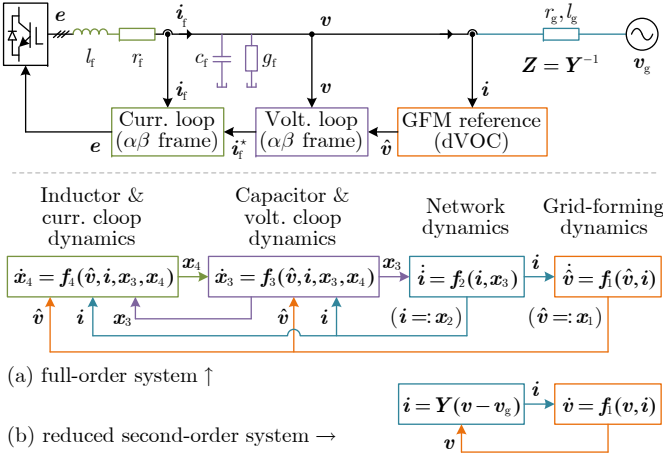 e i_f i_f v
l_f r_f c_f g_f
r_g, l_g
Z = Y^{-1} v_g
i_f v i
Curr. loop (αβ frame)
Volt. loop (αβ frame)
GFM reference (dVOC)
e i_f^⋆ v̂
Inductor & curr. cloop dynamics
Capacitor & volt. cloop dynamics
Network dynamics
Grid-forming dynamics
ẋ_4 = f_4(v̂, i, x_3, x_4) x_4 ẋ_3 = f_3(v̂, i, x_3, x_4) x_3 i̇ = f_2(i, x_3) i v̂̇ = f_1(v̂, i)
v̂ i x_3 v̂ i (i =: x_2) (v̂ =: x_1)
(a) full-order system ↑
i = Y(v − v_g) i v̇ = f_1(v, i)
(b) reduced second-order system → v